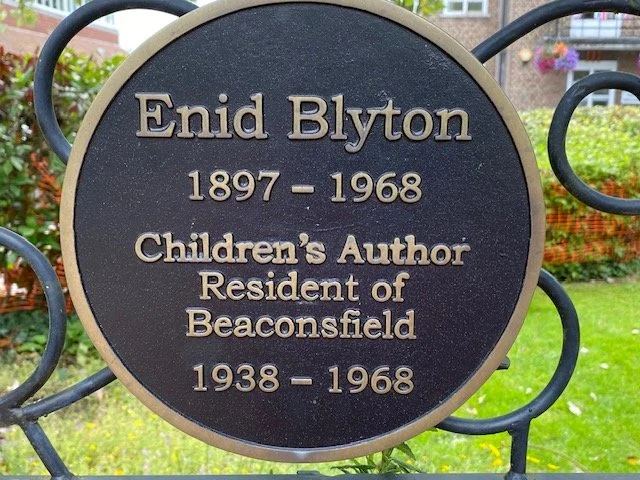 Enid Blyton
1897 – 1968
Children's Author
Resident of
Beaconsfield
1938 – 1968